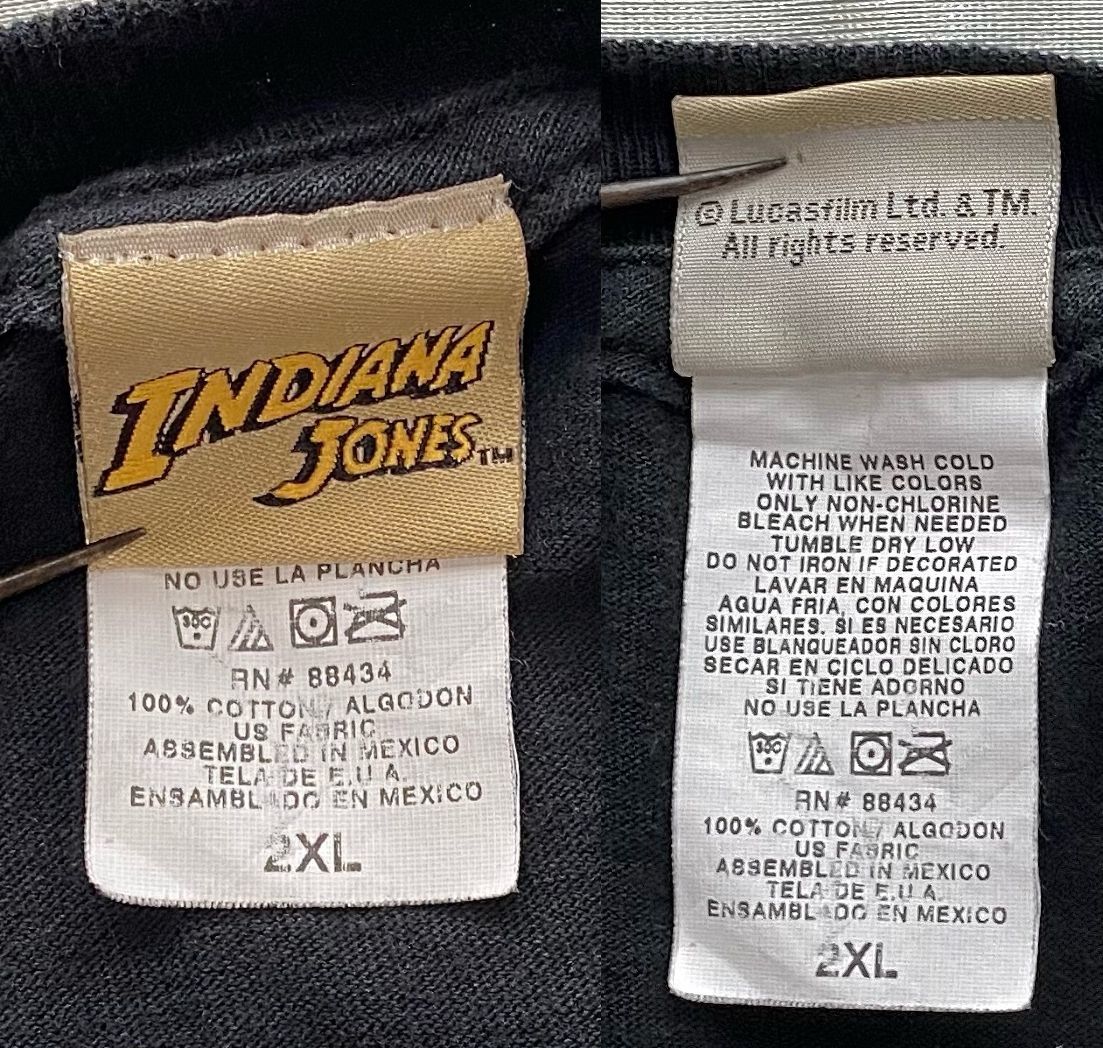 INDIANA
JONES™
NO USE LA PLANCHA
30C
RN# 88434
100% COTTON / ALGODON
US FABRIC
ASSEMBLED IN MEXICO
TELA DE E.U.A.
ENSAMBLADO EN MEXICO
2XL
© Lucasfilm Ltd. & TM.
All rights reserved.
MACHINE WASH COLD
WITH LIKE COLORS
ONLY NON-CHLORINE
BLEACH WHEN NEEDED
TUMBLE DRY LOW
DO NOT IRON IF DECORATED
LAVAR EN MAQUINA
AGUA FRIA, CON COLORES
SIMILARES. SI ES NECESARIO
USE BLANQUEADOR SIN CLORO
SECAR EN CICLO DELICADO
SI TIENE ADORNO
NO USE LA PLANCHA
30C
RN# 88434
100% COTTON / ALGODON
US FABRIC
ASSEMBLED IN MEXICO
TELA DE E.U.A.
ENSAMBLADO EN MEXICO
2XL